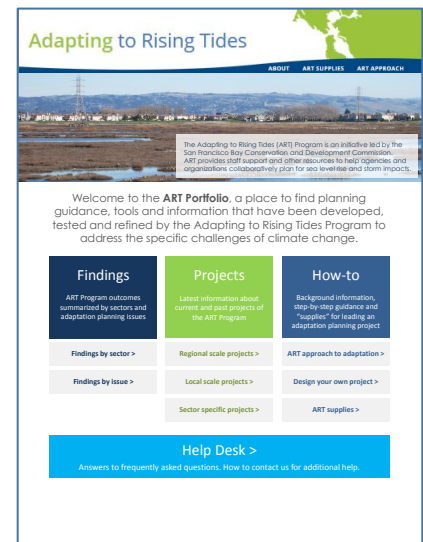 Adapting to Rising Tides
ABOUT ART SUPPLIES ART APPROACH
The Adapting to Rising Tides (ART) Program is an initiative led by the
San Francisco Bay Conservation and Development Commission.
ART provides staff support and other resources to help agencies and
organizations collaboratively plan for sea level rise and storm impacts.
Welcome to the ART Portfolio, a place to find planning
guidance, tools and information that have been developed,
tested and refined by the Adapting to Rising Tides Program to
address the specific challenges of climate change.
Findings
ART Program outcomes
summarized by sectors and
adaptation planning issues
Findings by sector >
Findings by issue >
Projects
Latest information about
current and past projects of
the ART Program
Regional scale projects >
Local scale projects >
Sector specific projects >
How-to
Background information,
step-by-step guidance and
"supplies" for leading an
adaptation planning project
ART approach to adaptation >
Design your own project >
ART supplies >
Help Desk >
Answers to frequently asked questions. How to contact us for additional help.